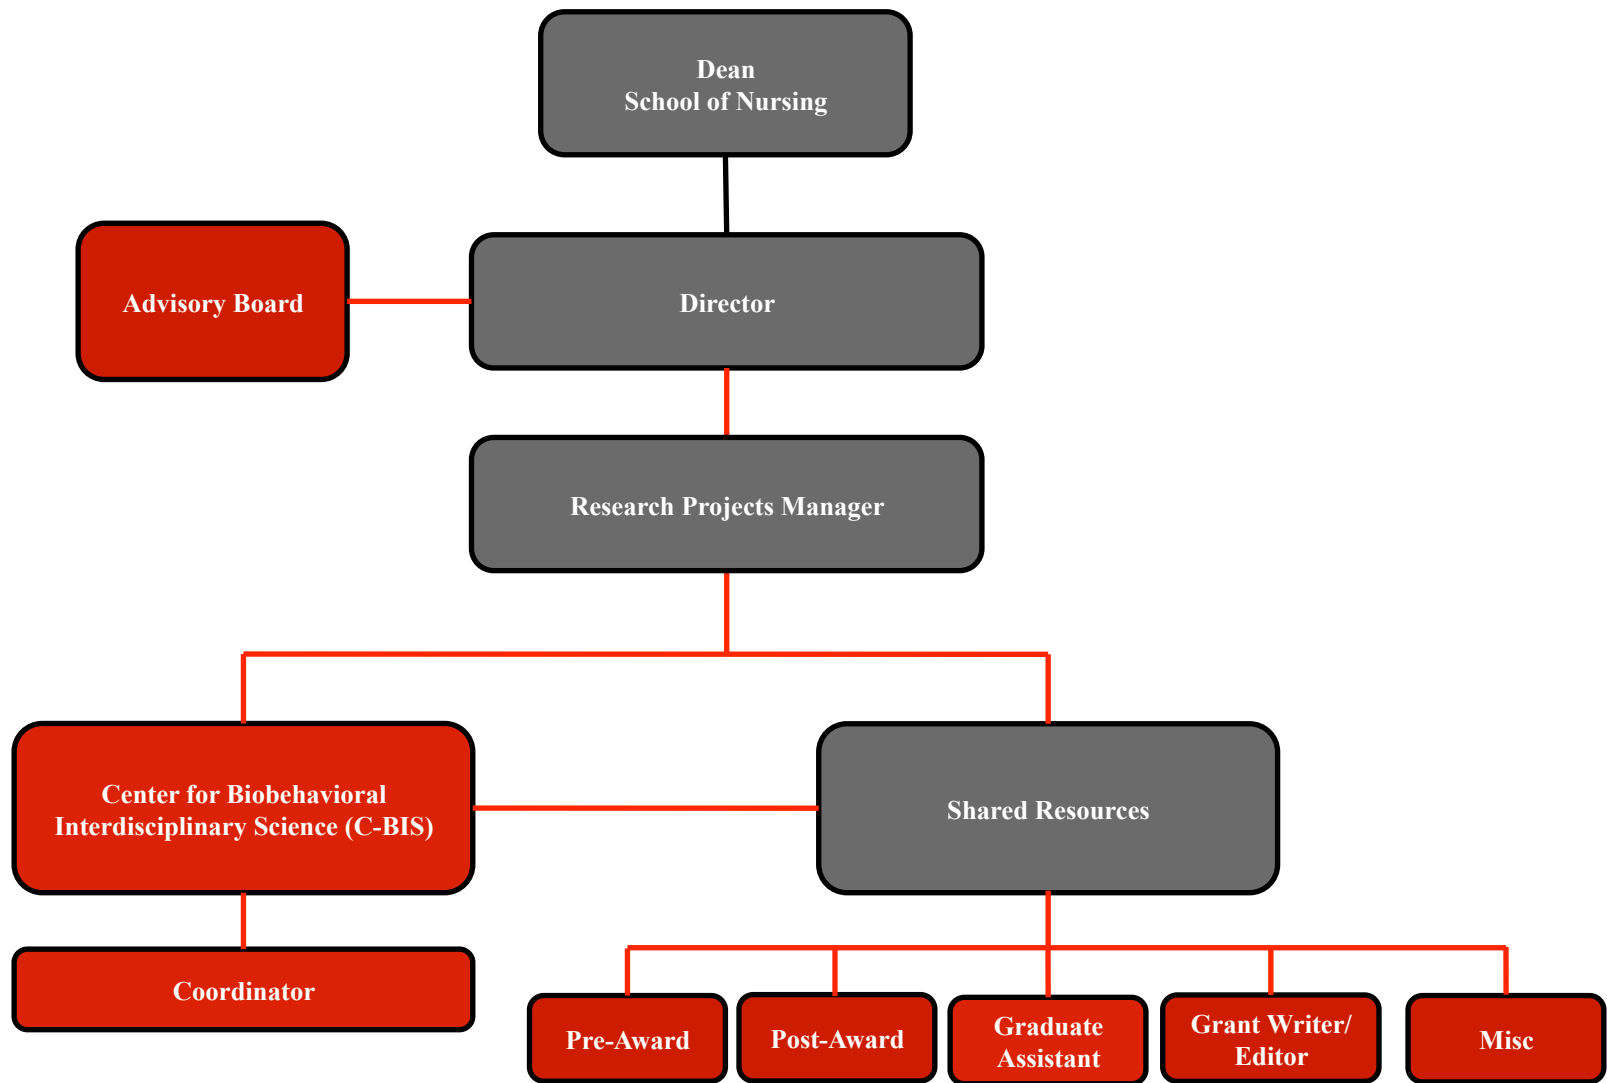 Dean
School of Nursing
Advisory Board
Director
Research Projects Manager
Center for Biobehavioral
Interdisciplinary Science (C-BIS)
Shared Resources
Coordinator
Pre-Award
Post-Award
Graduate
Assistant
Grant Writer/
Editor
Misc